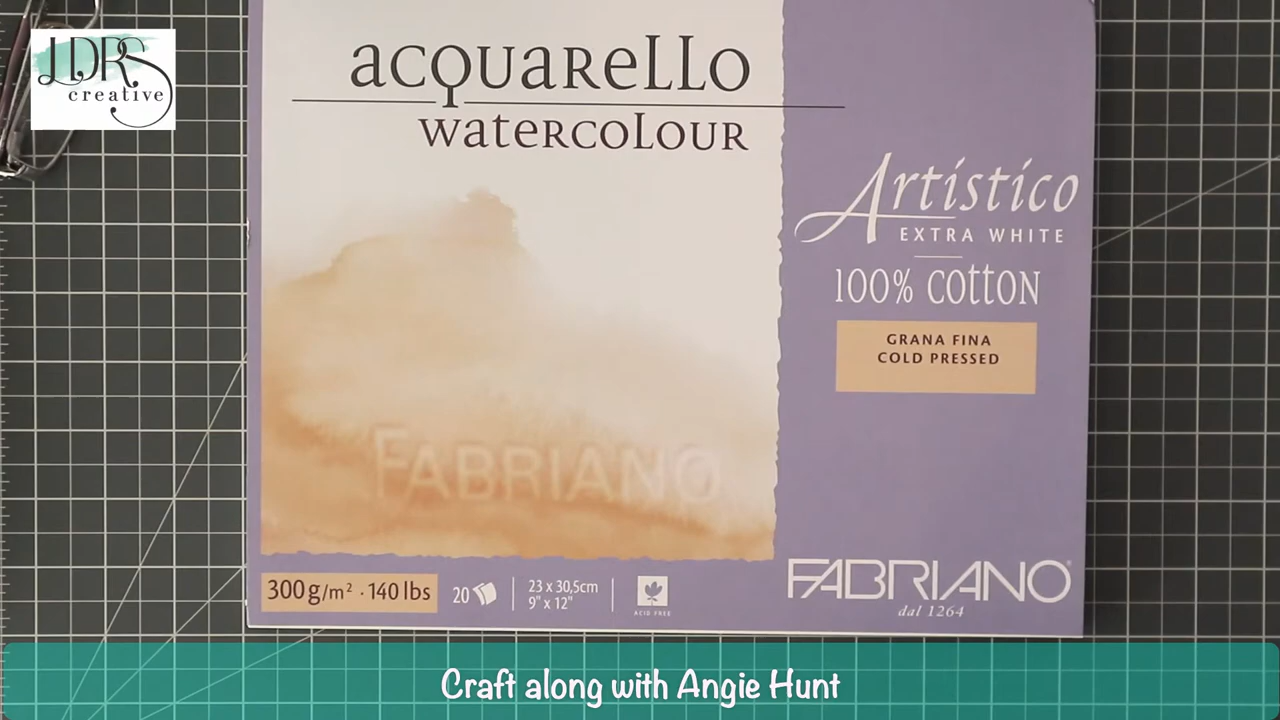 LDRS
creative
acquarello
watercolour
Artistico
EXTRA WHITE
100% cotton
GRANA FINA
COLD PRESSED
FABRIANO
300g/m² · 140 lbs
20
23 x 30,5cm
9" x 12"
ACID FREE
FABRIANO®
dal 1264
Craft along with Angie Hunt